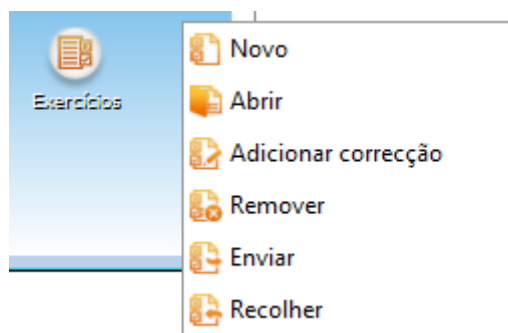 Exercícios
Novo
Abrir
Adicionar correcção
Remover
Enviar
Recolher